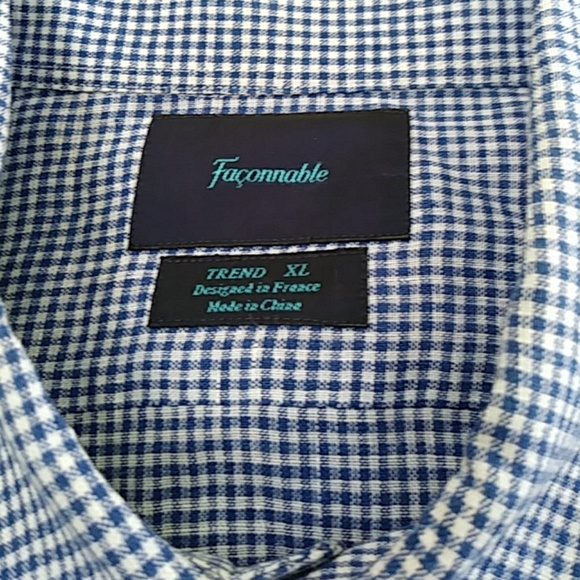 Façonnable
TREND XL
Designed in France
Made in China